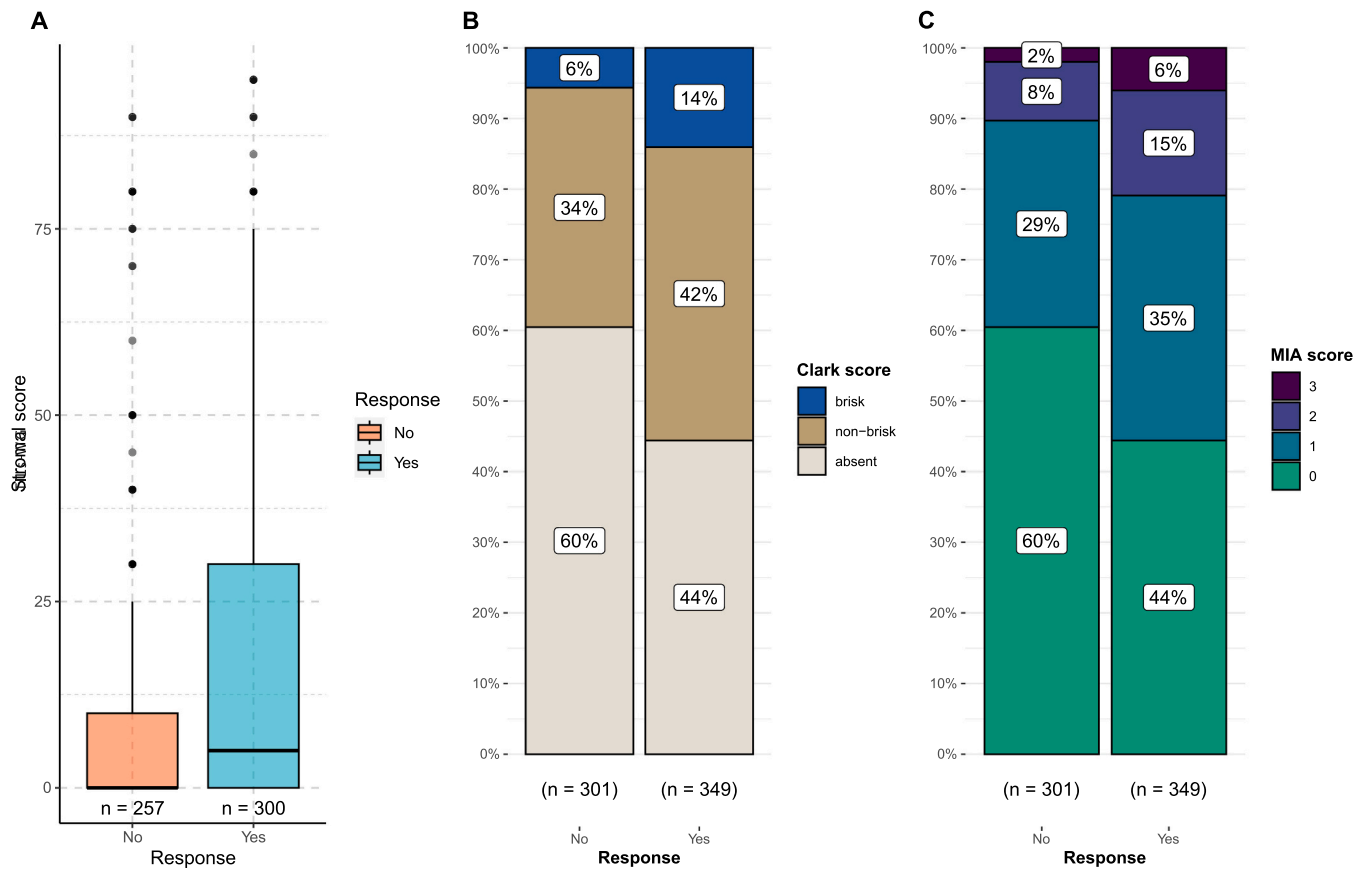 A
Stromal score
75
50
25
0
n = 257
n = 300
No
Yes
Response
Response
No
Yes
B
100%
90%
80%
70%
60%
50%
40%
30%
20%
10%
0%
6%
34%
60%
14%
42%
44%
(n = 301)
(n = 349)
No
Yes
Response
Clark score
brisk
non−brisk
absent
C
100%
90%
80%
70%
60%
50%
40%
30%
20%
10%
0%
2%
8%
29%
60%
6%
15%
35%
44%
(n = 301)
(n = 349)
No
Yes
Response
MIA score
3
2
1
0